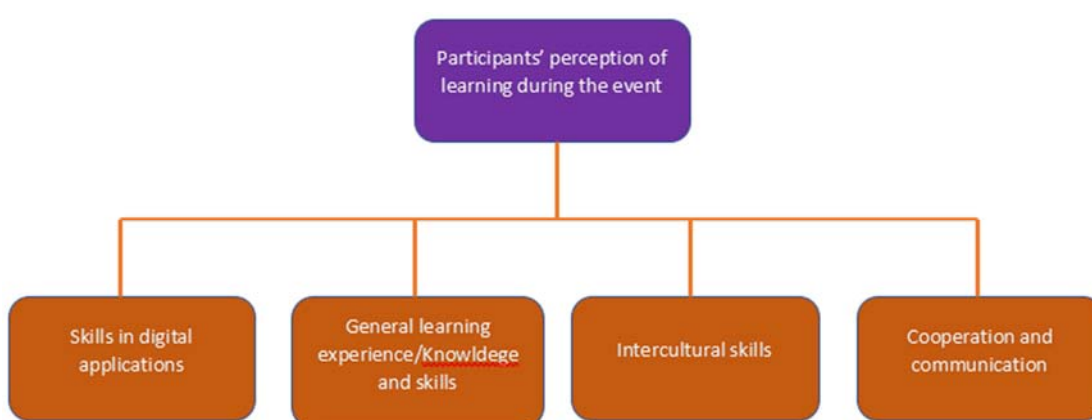 Participants’ perception of
learning during the event
Skills in digital
applications
General learning
experience/Knowldege
and skills
Intercultural skills
Cooperation and
communication